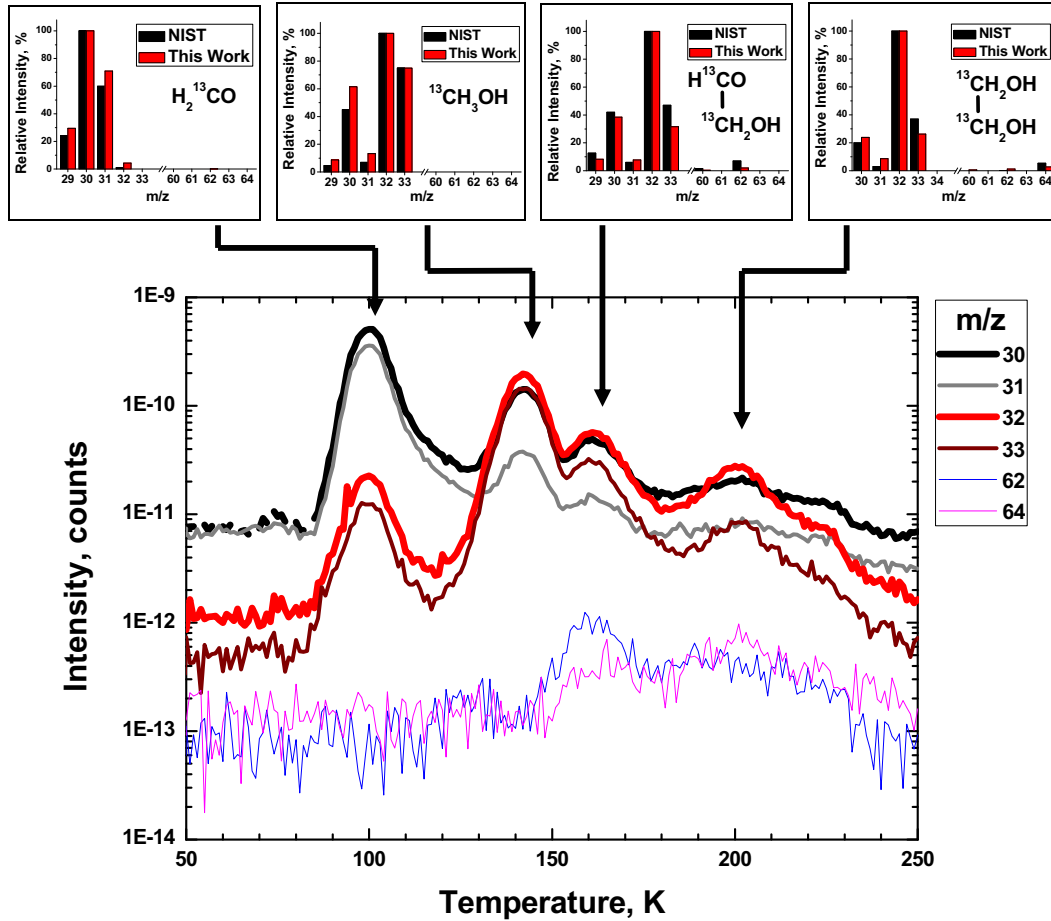 Relative Intensity, %
100
80
60
40
20
0
NIST
This Work
H₂¹³CO
29 30 31 32 33 60 61 62 63 64
m/z
Relative Intensity, %
100
80
60
40
20
0
NIST
This Work
¹³CH₃OH
29 30 31 32 33 60 61 62 63 64
m/z
Relative Intensity, %
100
80
60
40
20
0
NIST
This Work
H¹³CO
¹³CH₂OH
29 30 31 32 33 60 61 62 63 64
m/z
Relative Intensity, %
100
80
60
40
20
0
NIST
This Work
¹³CH₂OH
¹³CH₂OH
30 31 32 33 34 60 61 62 63 64
m/z
Intensity, counts
1E-9
1E-10
1E-11
1E-12
1E-13
1E-14
50 100 150 200 250
Temperature, K
m/z
30
31
32
33
62
64